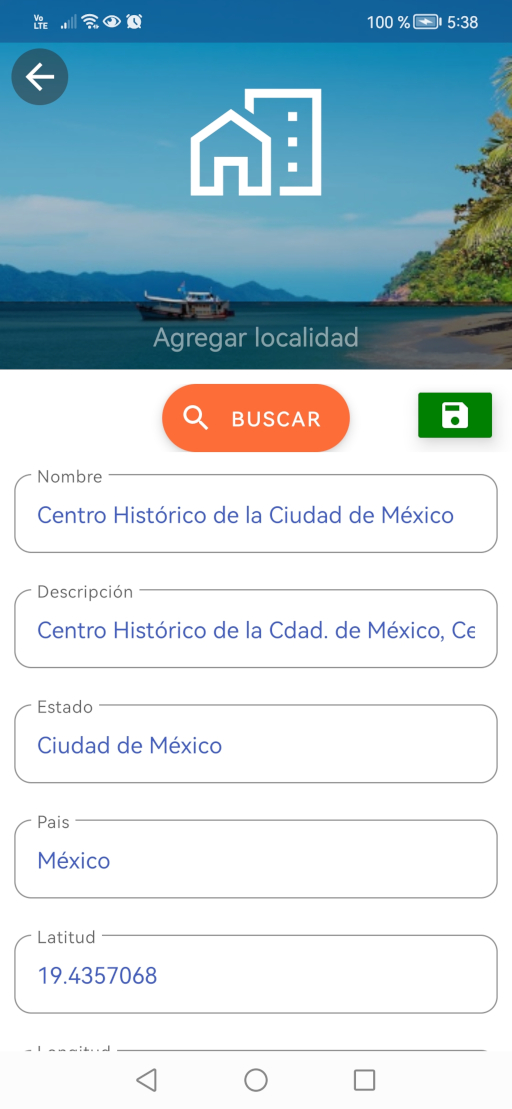 Vo LTE 100 % 5:38
Agregar localidad
BUSCAR
Nombre
Centro Histórico de la Ciudad de México
Descripción
Centro Histórico de la Cdad. de México, Ce
Estado
Ciudad de México
Pais
México
Latitud
19.4357068
Longitud